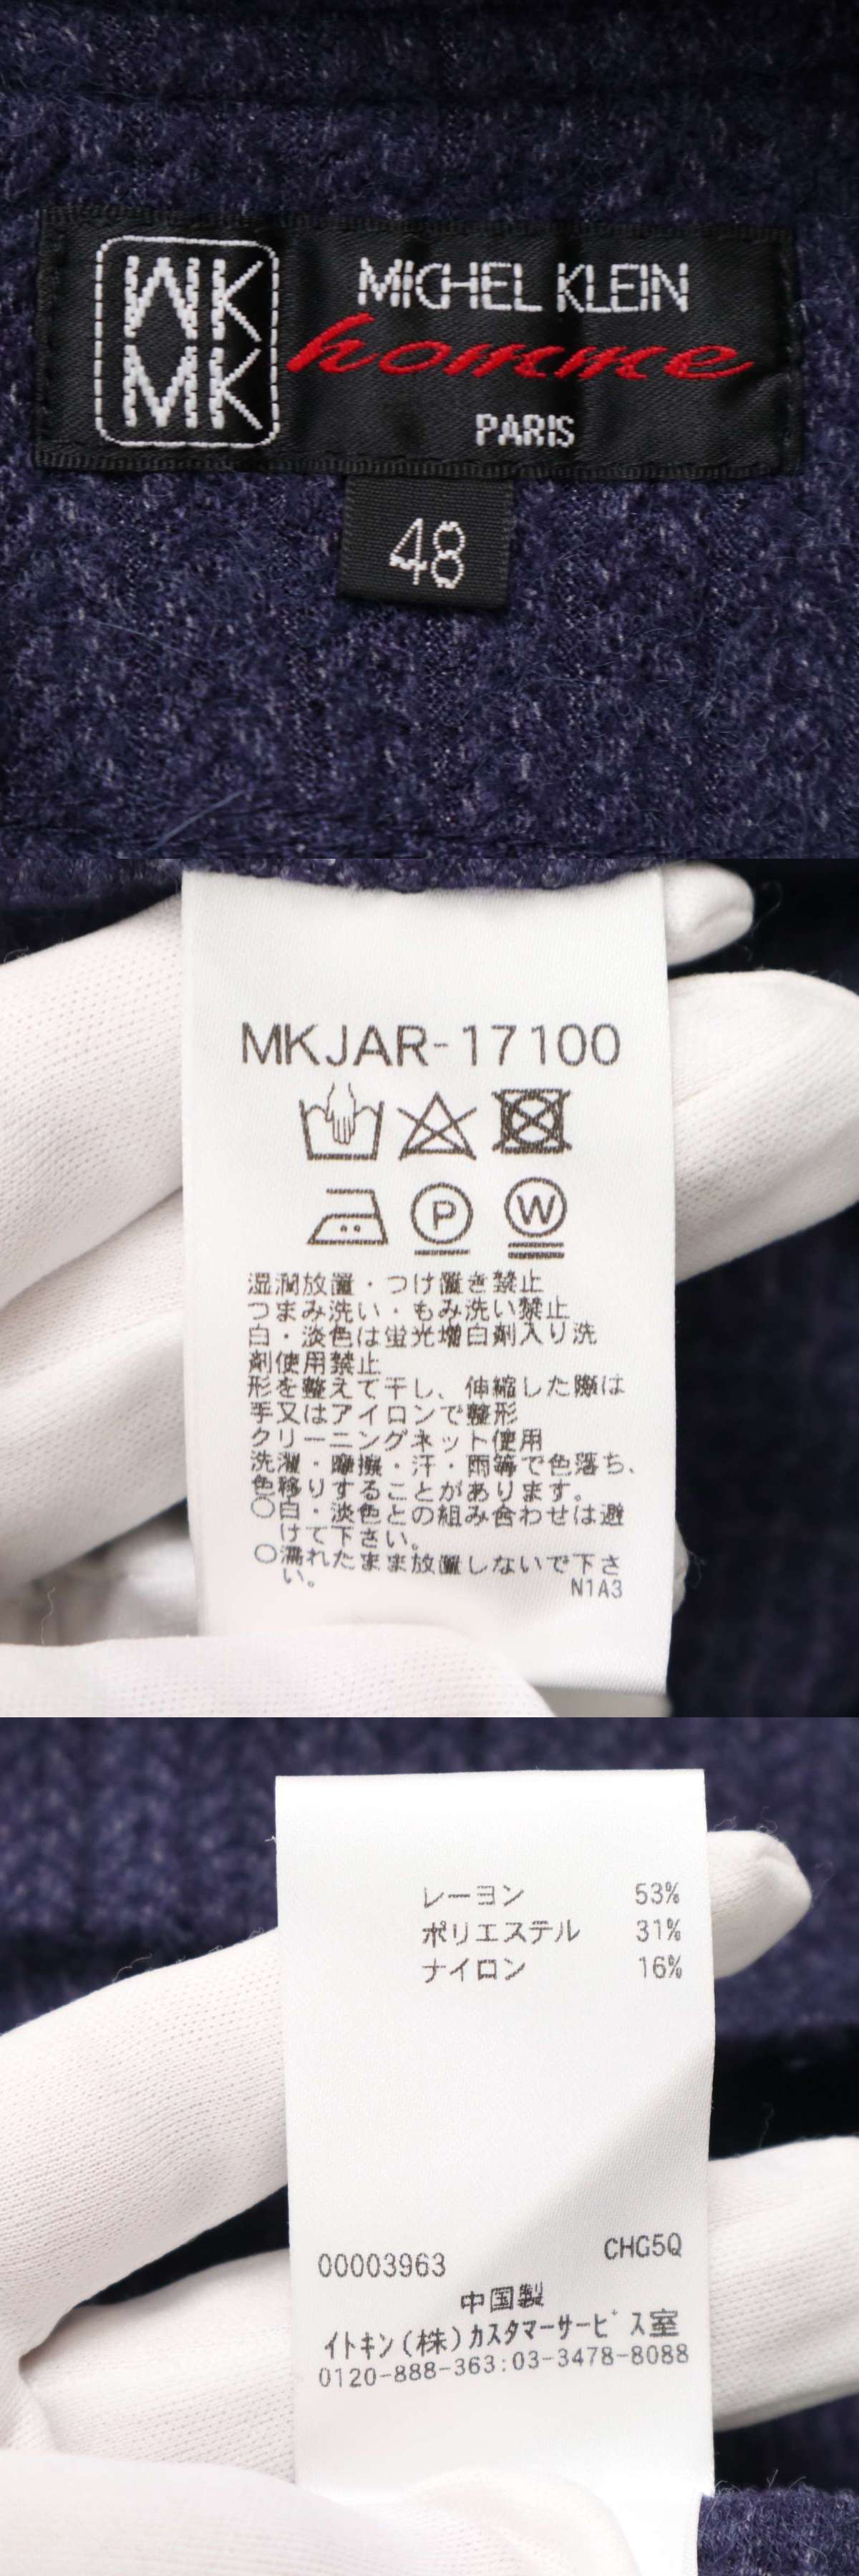 MK
MK
MICHEL KLEIN
homme
PARIS
48
MKJAR-17100
P
W
湿潤放置・つけ置き禁止
つまみ洗い・もみ洗い禁止
白・淡色は蛍光増白剤入り洗
剤使用禁止
形を整えて干し、伸縮した際は
手又はアイロンで整形
クリーニングネット使用
洗濯・摩擦・汗・雨等で色落ち、
色移りすることがあります。
○白・淡色との組み合わせは避
けて下さい。
○濡れたまま放置しないで下さ
い。
N1A3
レーヨン 53%
ポリエステル 31%
ナイロン 16%
00003963 CHG5Q
中国製
イトキン(株)カスタマーサービス室
0120-888-363:03-3478-8088